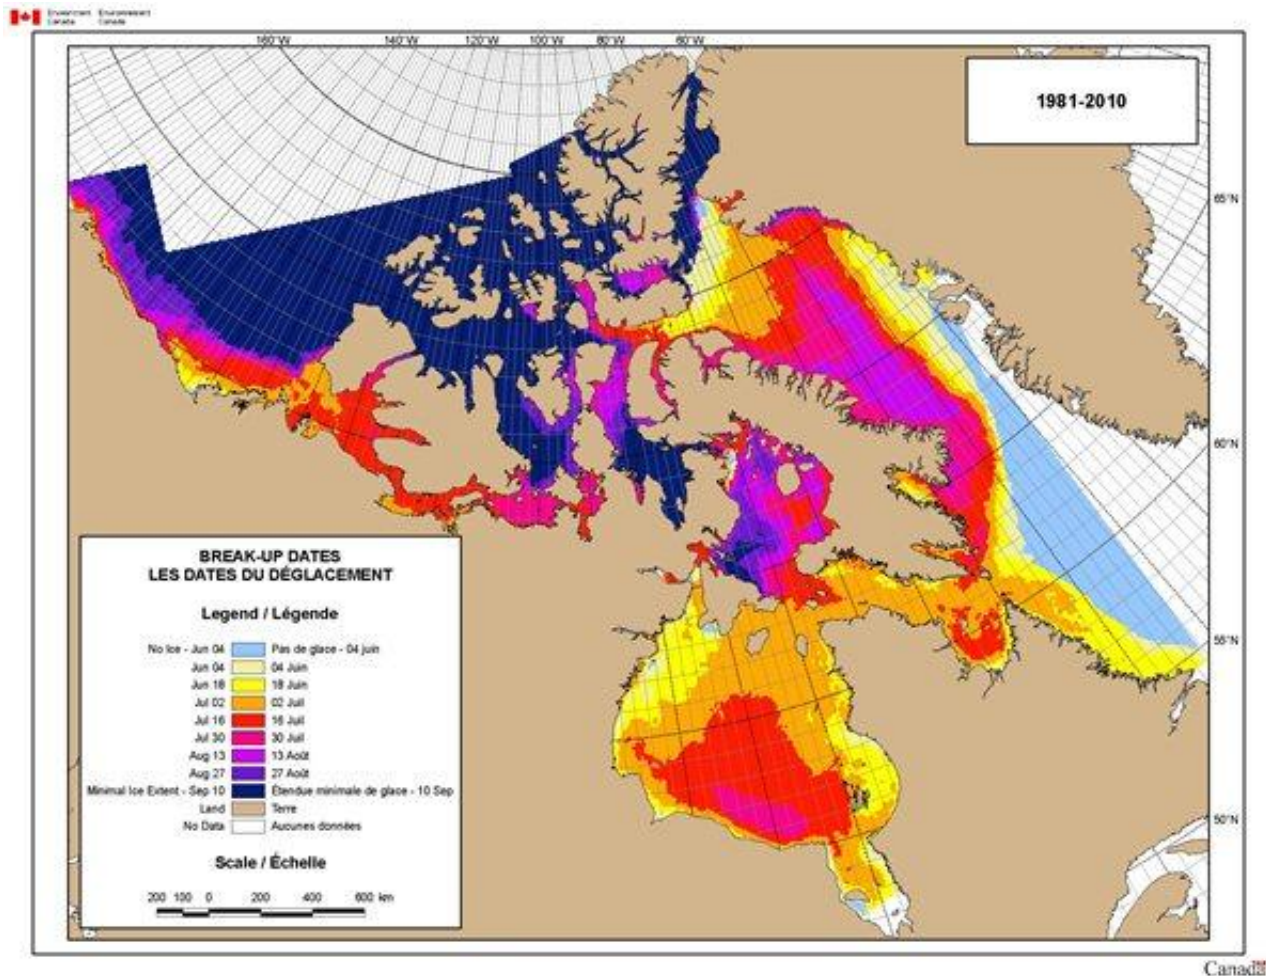 Environment Environnement
Canada Canada
160°W 140°W 120°W 100°W 80°W 60°W
1981-2010
65°N
60°N
55°N
50°N
BREAK-UP DATES
LES DATES DU DÉGLACEMENT
Legend / Légende
No Ice - Jun 04 Pas de glace - 04 juin
Jun 04 04 Juin
Jun 18 18 Juin
Jul 02 02 Juil
Jul 16 16 Juil
Jul 30 30 Juil
Aug 13 13 Août
Aug 27 27 Août
Minimal Ice Extent - Sep 10 Étendue minimale de glace - 10 Sep
Land Terre
No Data Aucunes données
Scale / Échelle
200 100 0 200 400 600 km
Canada